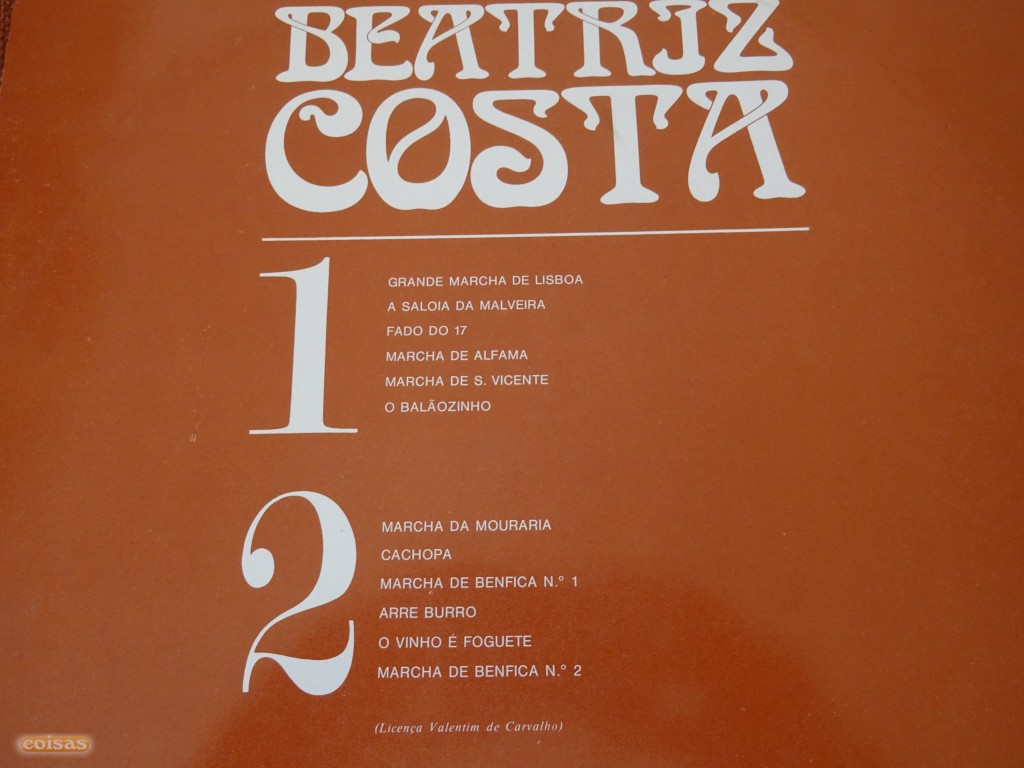 BEATRIZ
COSTA
1
GRANDE MARCHA DE LISBOA
A SALOIA DA MALVEIRA
FADO DO 17
MARCHA DE ALFAMA
MARCHA DE S. VICENTE
O BALÃOZINHO
2
MARCHA DA MOURARIA
CACHOPA
MARCHA DE BENFICA N.º 1
ARRE BURRO
O VINHO É FOGUETE
MARCHA DE BENFICA N.º 2
(Licença Valentim de Carvalho)
coisas